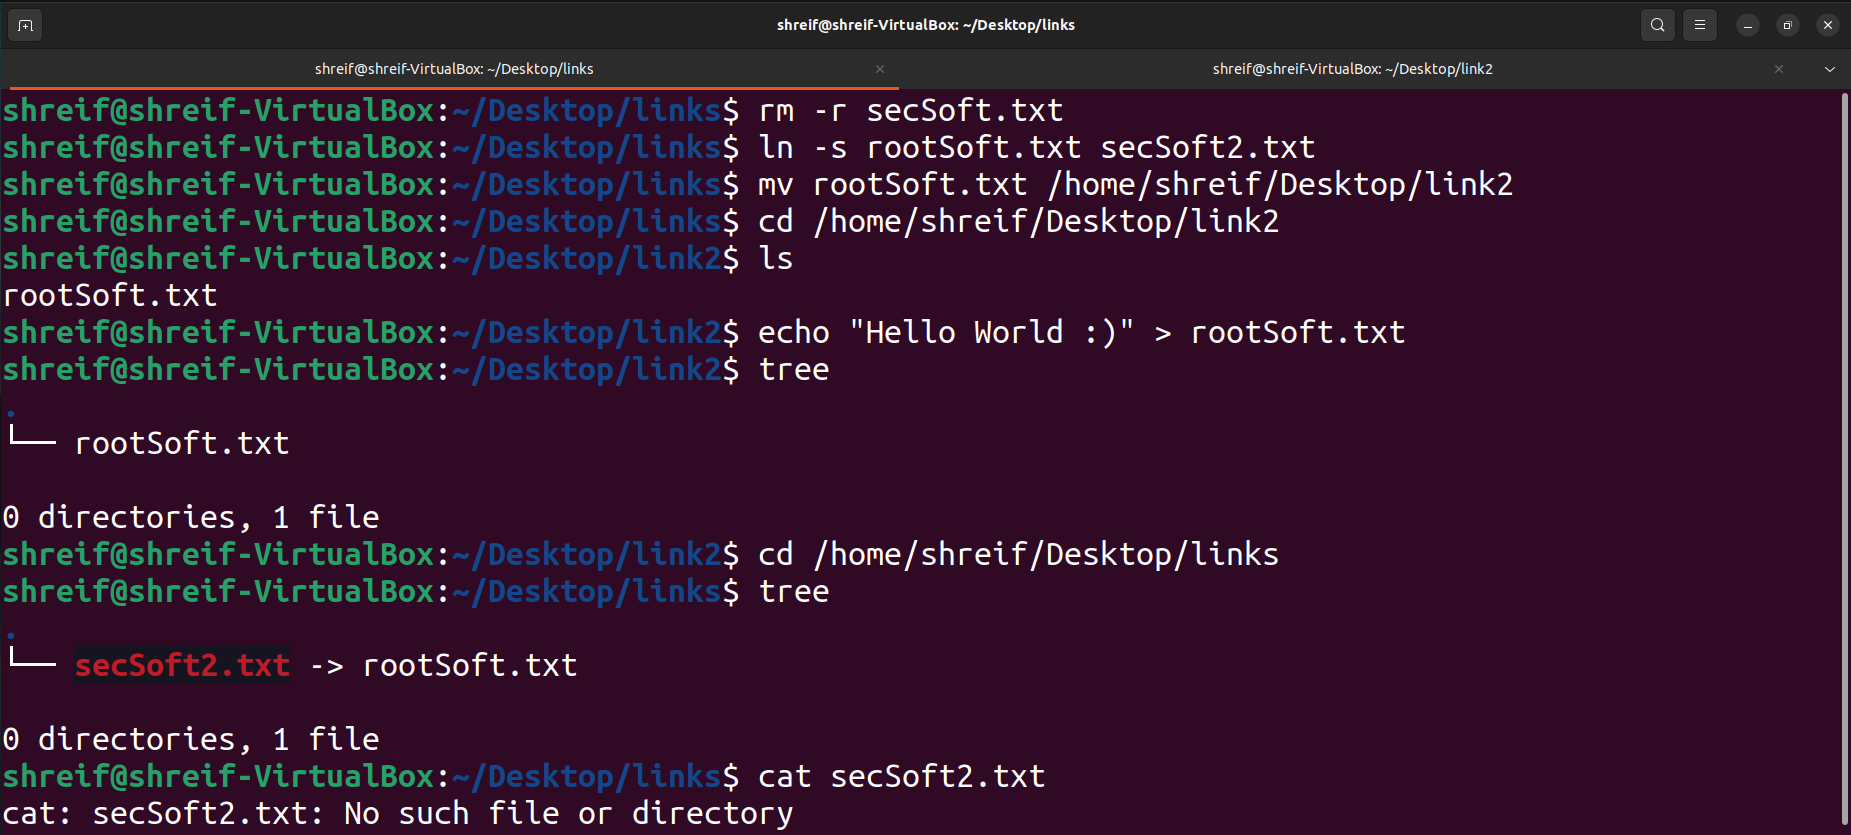 shreif@shreif-VirtualBox: ~/Desktop/links
shreif@shreif-VirtualBox: ~/Desktop/links
shreif@shreif-VirtualBox: ~/Desktop/link2
shreif@shreif-VirtualBox:~/Desktop/links$ rm -r secSoft.txt
shreif@shreif-VirtualBox:~/Desktop/links$ ln -s rootSoft.txt secSoft2.txt
shreif@shreif-VirtualBox:~/Desktop/links$ mv rootSoft.txt /home/shreif/Desktop/link2
shreif@shreif-VirtualBox:~/Desktop/links$ cd /home/shreif/Desktop/link2
shreif@shreif-VirtualBox:~/Desktop/link2$ ls
rootSoft.txt
shreif@shreif-VirtualBox:~/Desktop/link2$ echo "Hello World :)" > rootSoft.txt
shreif@shreif-VirtualBox:~/Desktop/link2$ tree
.
└── rootSoft.txt
0 directories, 1 file
shreif@shreif-VirtualBox:~/Desktop/link2$ cd /home/shreif/Desktop/links
shreif@shreif-VirtualBox:~/Desktop/links$ tree
.
└── secSoft2.txt -> rootSoft.txt
0 directories, 1 file
shreif@shreif-VirtualBox:~/Desktop/links$ cat secSoft2.txt
cat: secSoft2.txt: No such file or directory